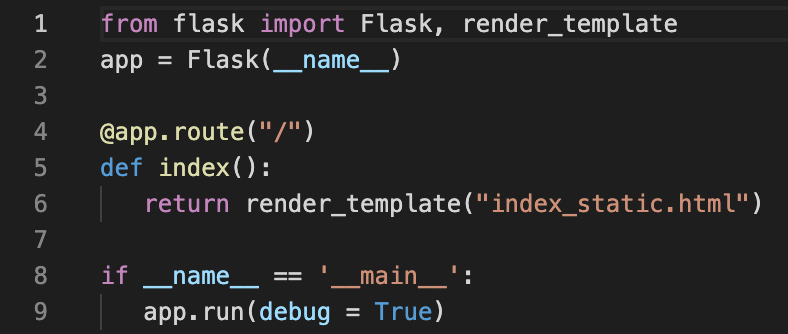 1 from flask import Flask, render_template
2 app = Flask(__name__)
3
4 @app.route("/")
5 def index():
6    return render_template("index_static.html")
7
8 if __name__ == '__main__':
9    app.run(debug = True)